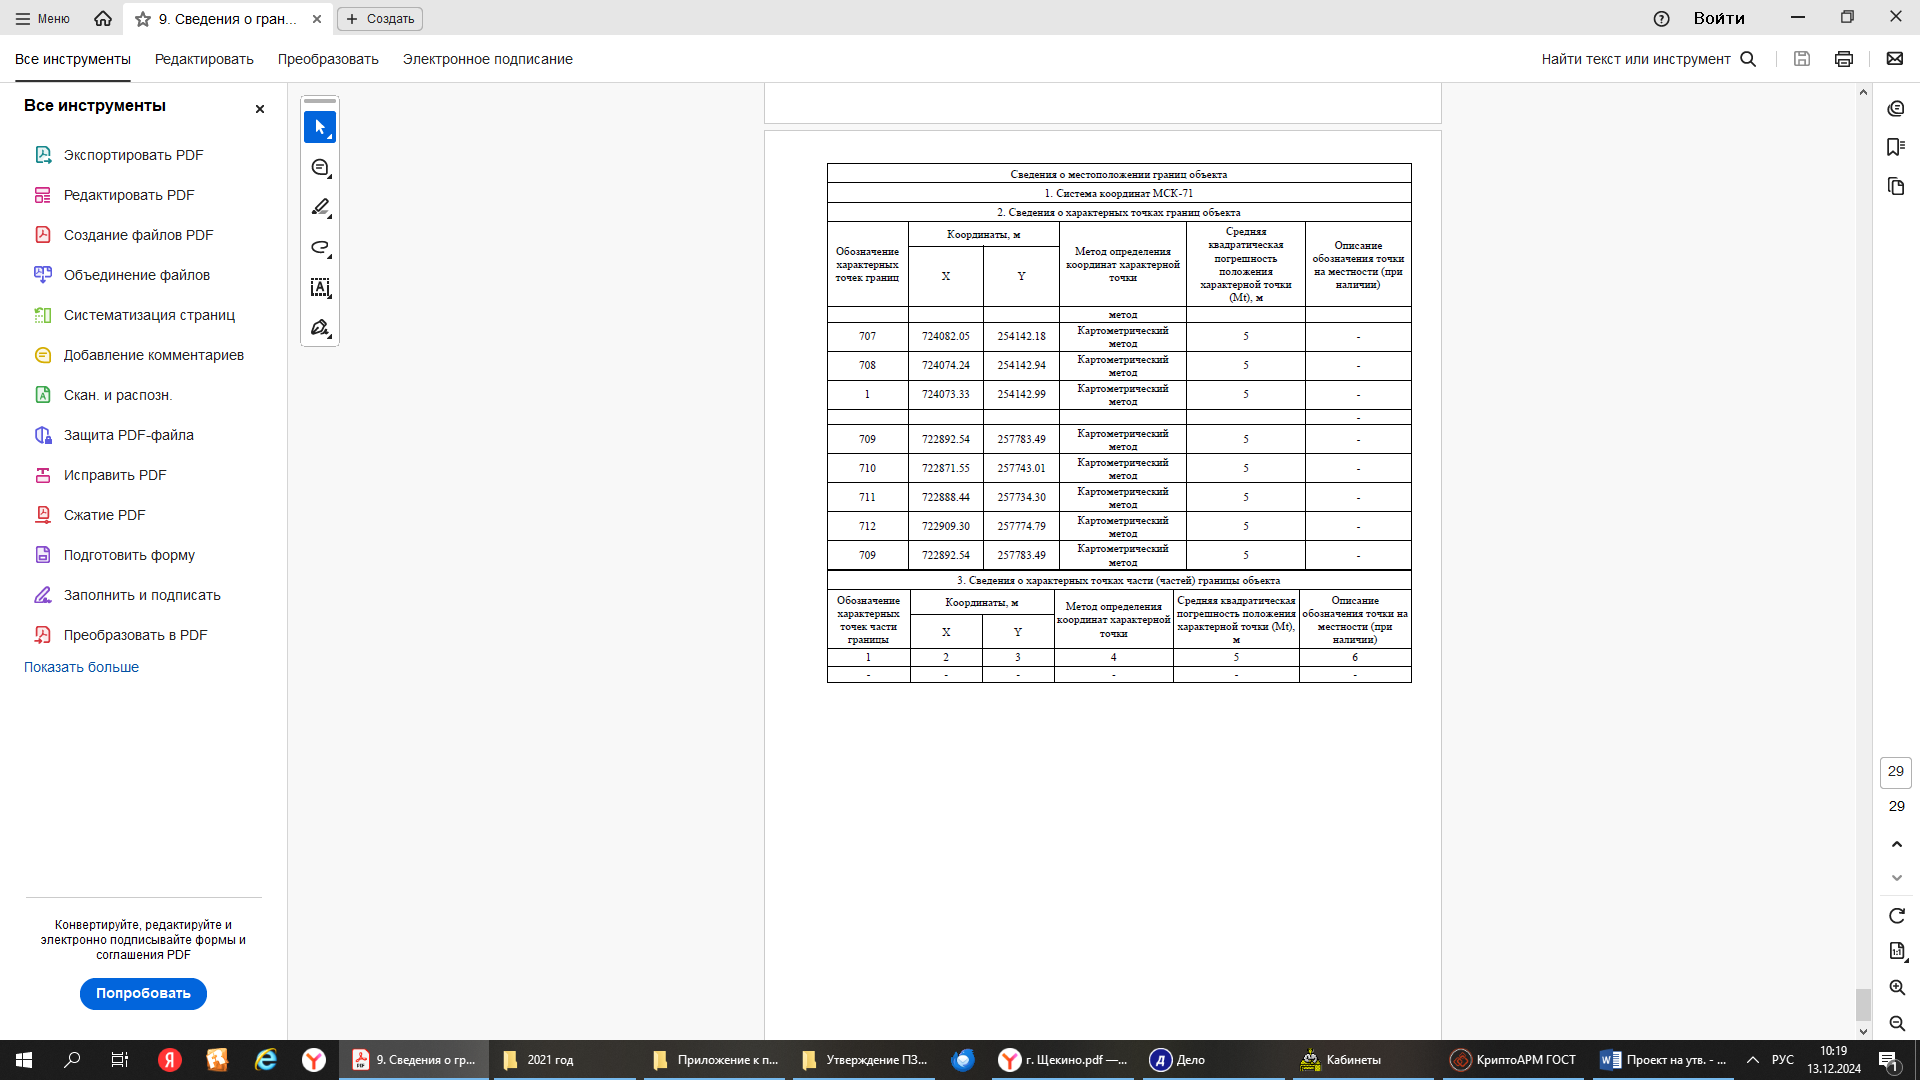 Меню
9. Сведения о гран...
Создать
Войти
Все инструменты
Редактировать
Преобразовать
Электронное подписание
Найти текст или инструмент
Все инструменты
Экспортировать PDF
Редактировать PDF
Создание файлов PDF
Объединение файлов
Систематизация страниц
Добавление комментариев
Скан. и распозн.
Защита PDF-файла
Исправить PDF
Сжатие PDF
Подготовить форму
Заполнить и подписать
Преобразовать в PDF
Показать больше
Конвертируйте, редактируйте и
электронно подписывайте формы и
соглашения PDF
Попробовать
Сведения о местоположении границ объекта
1. Система координат МСК-71
2. Сведения о характерных точках границ объекта
Обозначение
характерных
точек границ
Координаты, м
X
Y
Метод определения
координат характерной
точки
Средняя
квадратическая
погрешность
положения
характерной точки
(Mt), м
Описание
обозначения точки
на местности (при
наличии)
метод
707 724082.05 254142.18 Картометрический метод 5 -
708 724074.24 254142.94 Картометрический метод 5 -
1 724073.33 254142.99 Картометрический метод 5 -
-
709 722892.54 257783.49 Картометрический метод 5 -
710 722871.55 257743.01 Картометрический метод 5 -
711 722888.44 257734.30 Картометрический метод 5 -
712 722909.30 257774.79 Картометрический метод 5 -
709 722892.54 257783.49 Картометрический метод 5 -
3. Сведения о характерных точках части (частей) границы объекта
Обозначение
характерных
точек части
границы
Координаты, м
X
Y
Метод определения
координат характерной
точки
Средняя квадратическая
погрешность положения
характерной точки (Mt),
м
Описание
обозначения точки на
местности (при
наличии)
1 2 3 4 5 6
- - - - - -
29
29
9. Сведения о гр...
2021 год
Приложение к п...
Утверждение ПЗ...
г. Щекино.pdf —...
Дело
Кабинеты
КриптоАРМ ГОСТ
Проект на утв. - ...
РУС
10:19
13.12.2024
1